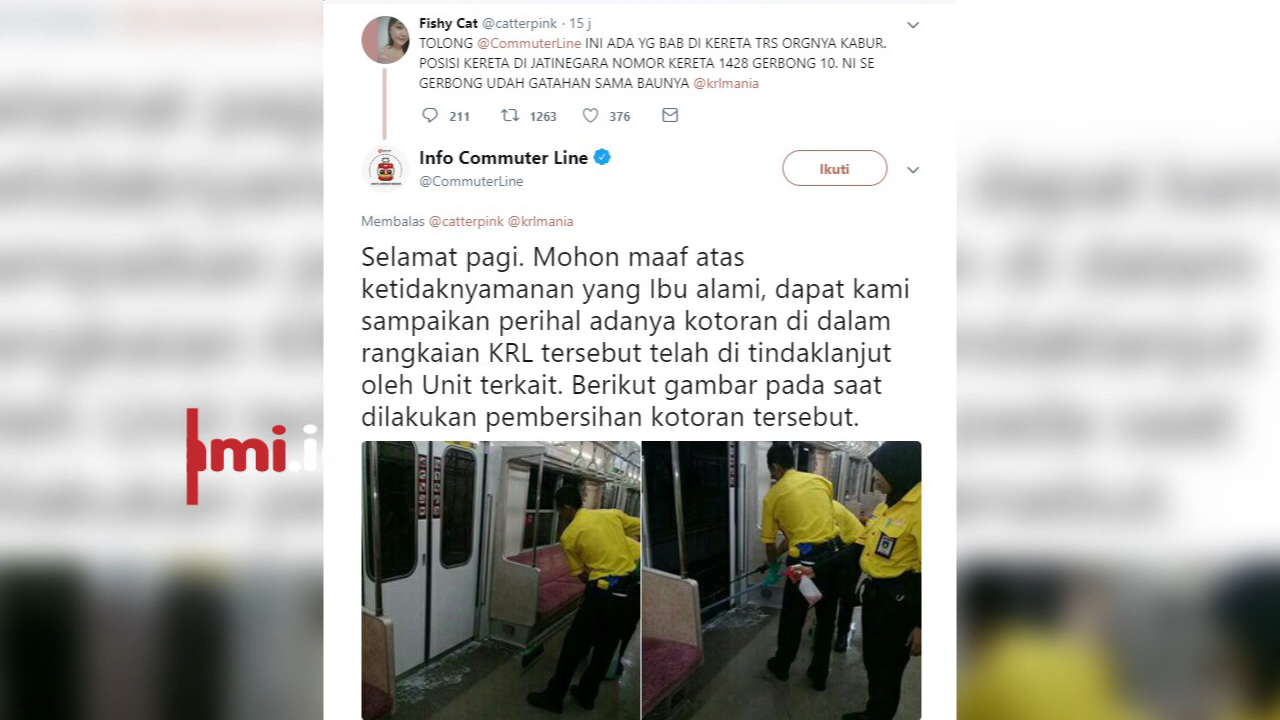 Fishy Cat @catterpink · 15 j
TOLONG @CommuterLine INI ADA YG BAB DI KERETA TRS ORGNYA KABUR.
POSISI KERETA DI JATINEGARA NOMOR KERETA 1428 GERBONG 10. NI SE
GERBONG UDAH GATAHAN SAMA BAUNYA @krlmania
211 1263 376
Info Commuter Line
@CommuterLine
Ikuti
Membalas @catterpink @krlmania
Selamat pagi. Mohon maaf atas
ketidaknyamanan yang Ibu alami, dapat kami
sampaikan perihal adanya kotoran di dalam
rangkaian KRL tersebut telah di tindaklanjut
oleh Unit terkait. Berikut gambar pada saat
dilakukan pembersihan kotoran tersebut.